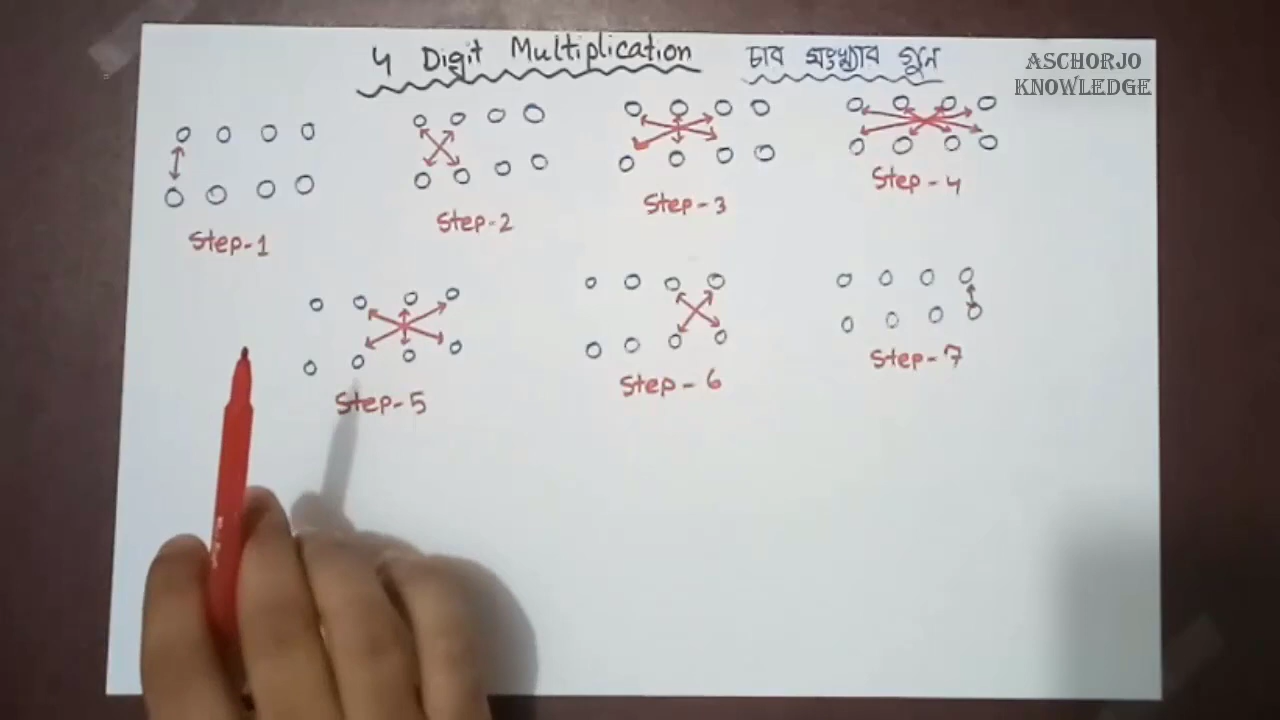 4 Digit Multiplication চার সংখ্যার গুন
ASCHORJO
KNOWLEDGE
Step-1
Step-2
Step-3
Step-4
Step-5
Step-6
Step-7